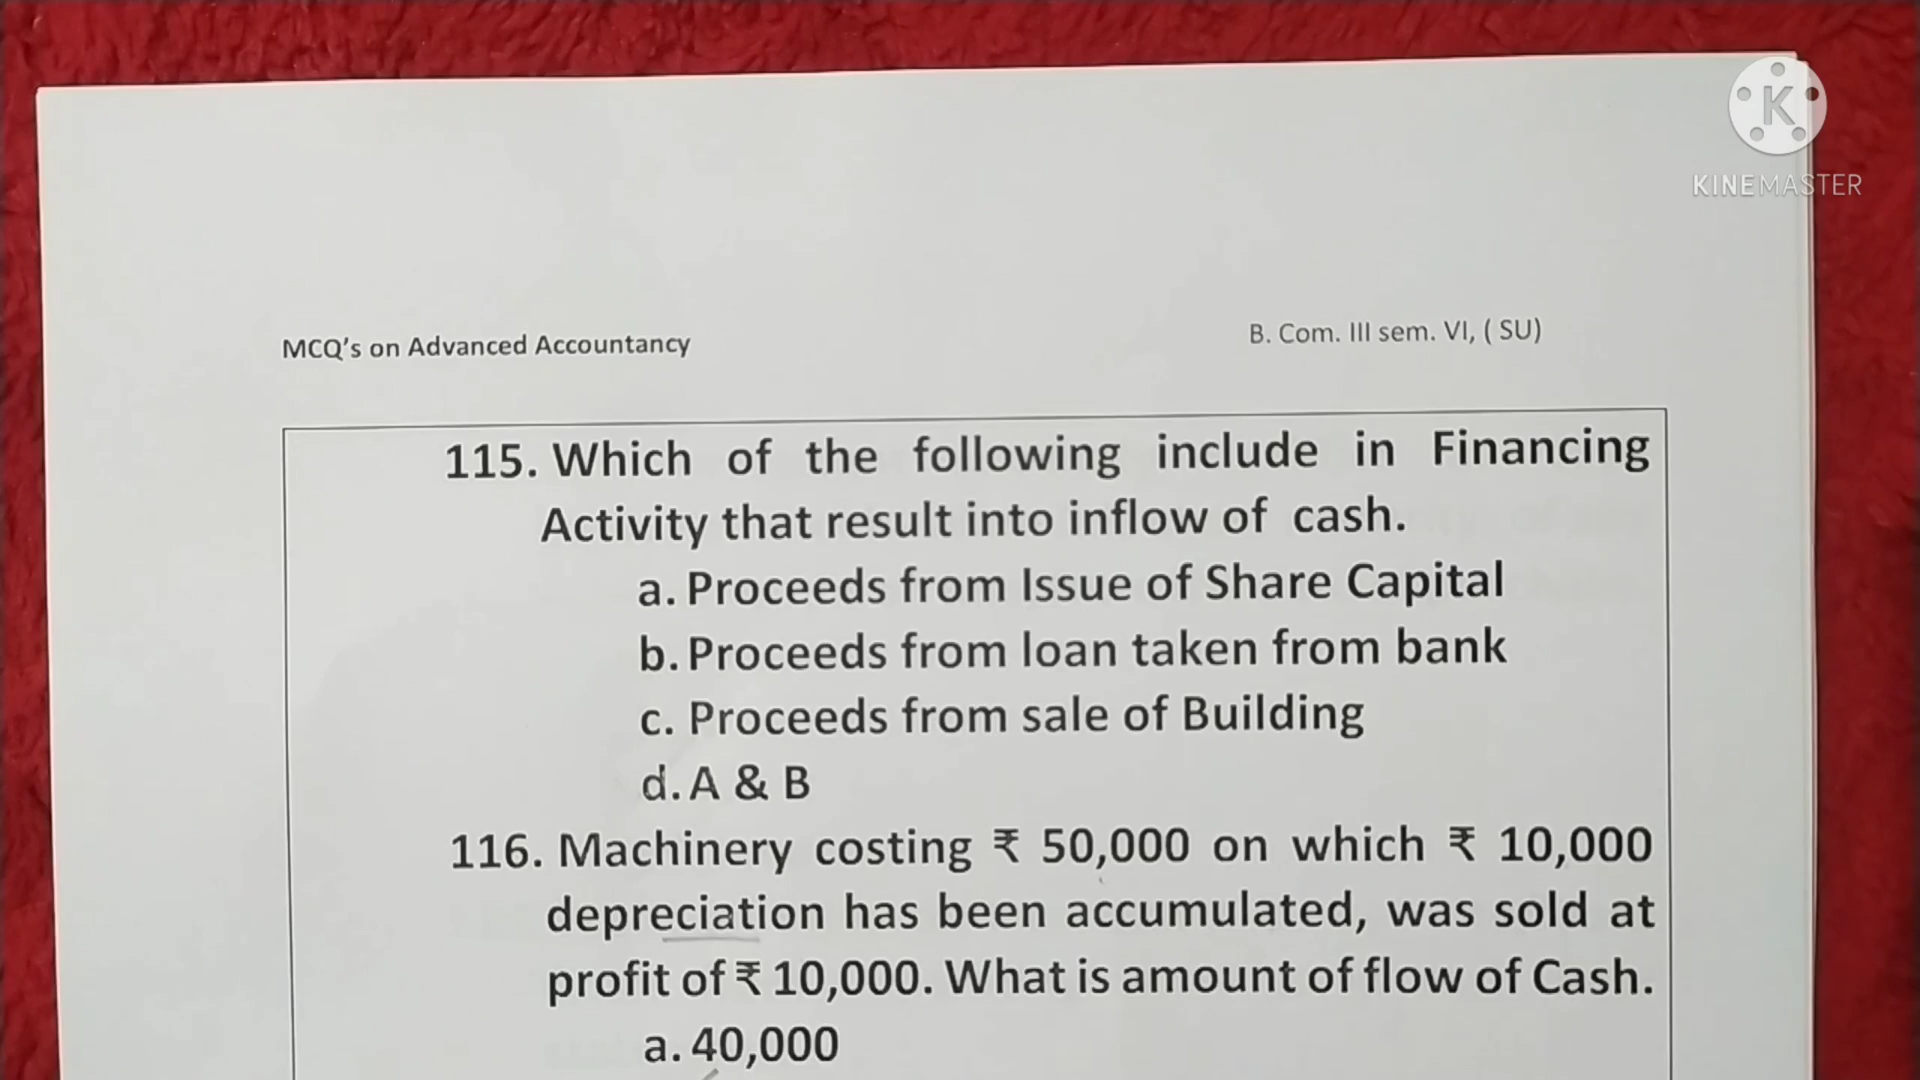 KINEMASTER
MCQ's on Advanced Accountancy
B. Com. III sem. VI, ( SU)
115. Which of the following include in Financing
Activity that result into inflow of cash.
a. Proceeds from Issue of Share Capital
b. Proceeds from loan taken from bank
c. Proceeds from sale of Building
d. A & B
116. Machinery costing ₹ 50,000 on which ₹ 10,000
depreciation has been accumulated, was sold at
profit of ₹ 10,000. What is amount of flow of Cash.
a. 40,000